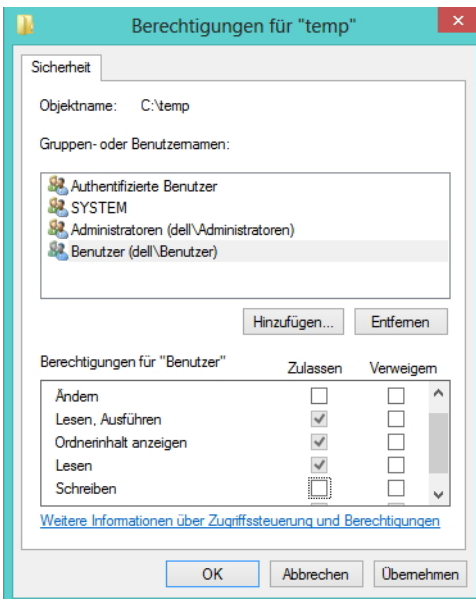 Berechtigungen für "temp"
Sicherheit
Objektname: C:\temp
Gruppen- oder Benutzernamen:
Authentifizierte Benutzer
SYSTEM
Administratoren (dell\Administratoren)
Benutzer (dell\Benutzer)
Hinzufügen... Entfernen
Berechtigungen für "Benutzer" Zulassen Verweigern
Ändern
Lesen, Ausführen
Ordnerinhalt anzeigen
Lesen
Schreiben
Weitere Informationen über Zugriffssteuerung und Berechtigungen
OK Abbrechen Übernehmen